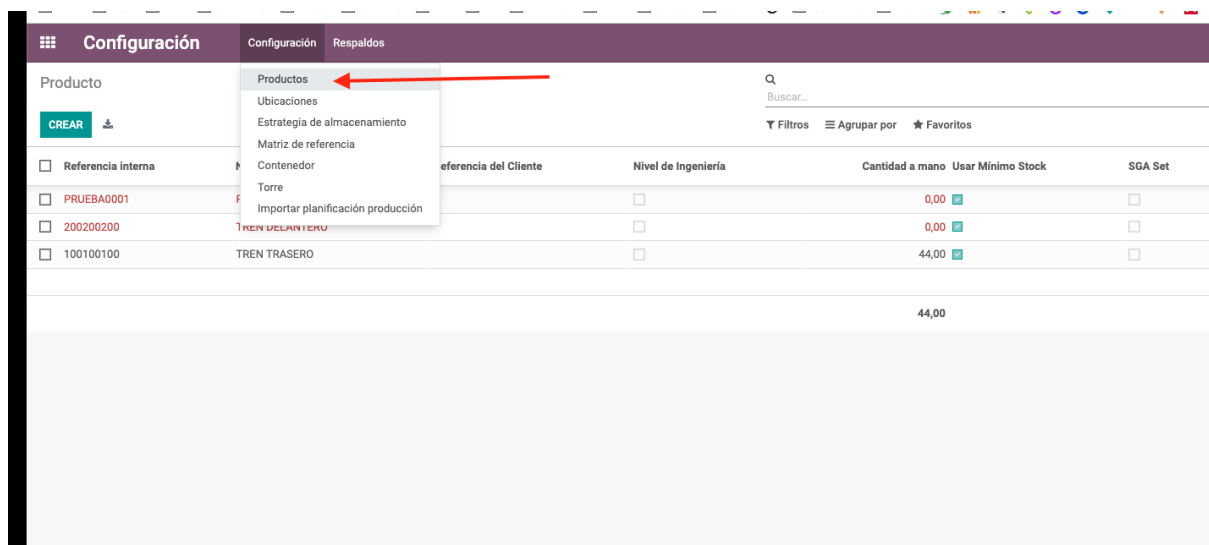 Configuración Configuración Respaldos
Producto
Productos
Ubicaciones
Estrategia de almacenamiento
Matriz de referencia
Contenedor
Torre
Importar planificación producción
Buscar...
CREAR
Filtros Agrupar por Favoritos
Referencia interna N eferencia del Cliente Nivel de Ingeniería Cantidad a mano Usar Mínimo Stock SGA Set
PRUEBA0001 0,00
200200200 TREN DELANTERO 0,00
100100100 TREN TRASERO 44,00
44,00